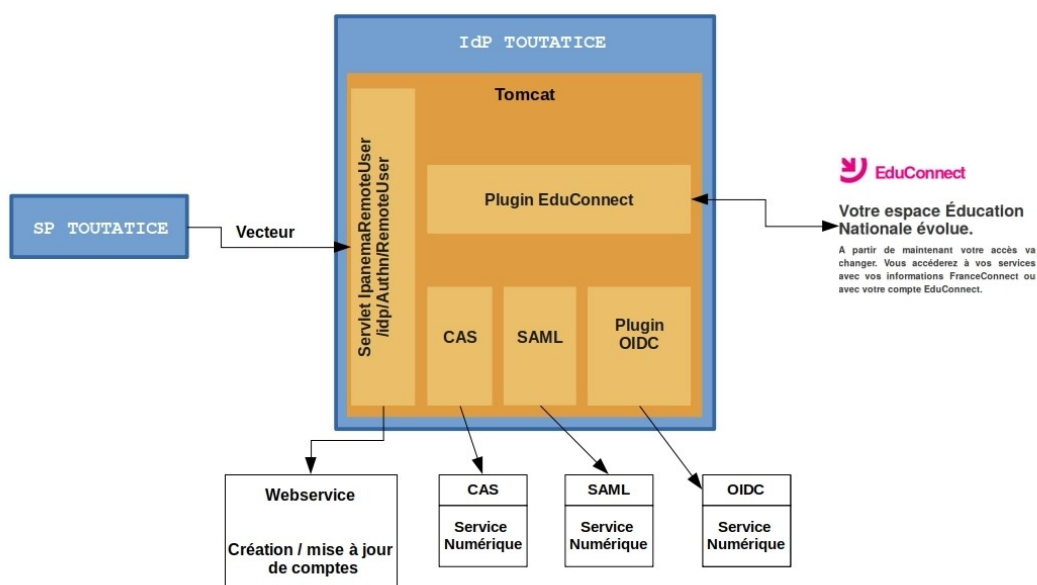 IdP TOUTATICE
Tomcat
Servlet IpanemaRemoteUser
/idp/Authn/RemoteUser
Plugin EduConnect
CAS
SAML
Plugin
OIDC
SP TOUTATICE
Vecteur
EduConnect
Votre espace Éducation
Nationale évolue.
A partir de maintenant votre accès va
changer. Vous accéderez à vos services
avec vos informations FranceConnect ou
avec votre compte EduConnect.
Webservice
Création / mise à jour
de comptes
CAS
Service
Numérique
SAML
Service
Numérique
OIDC
Service
Numérique